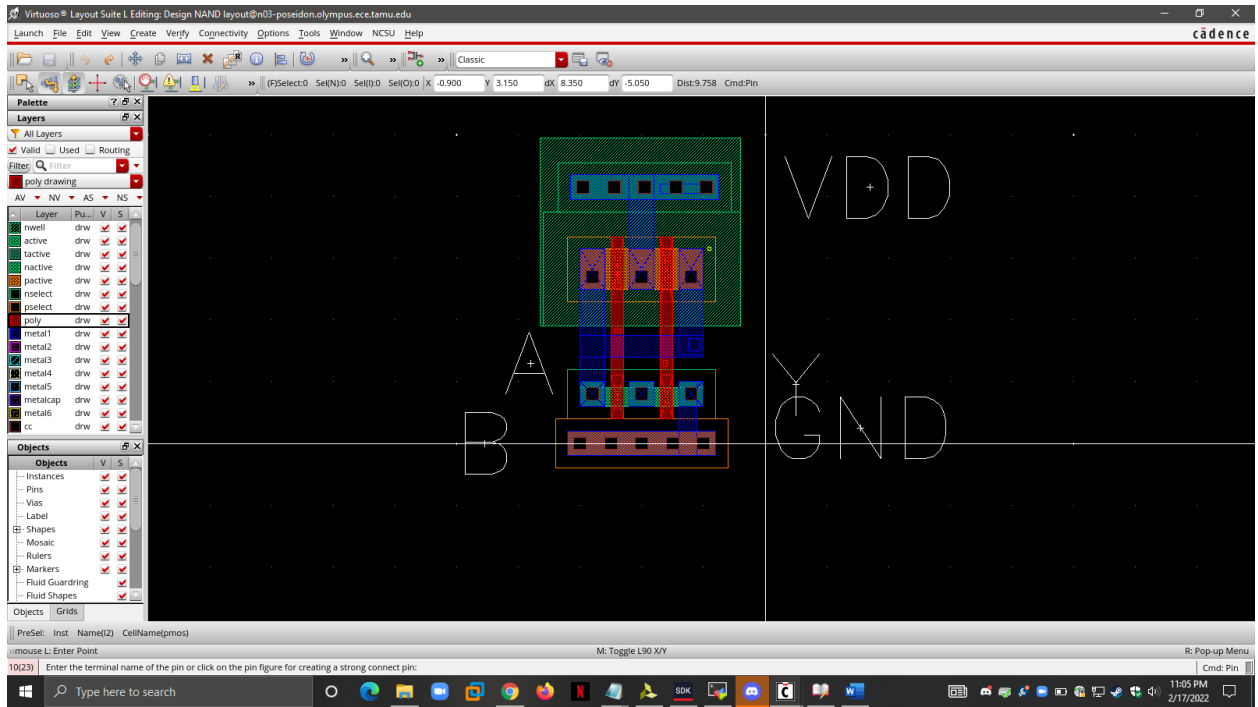 Virtuoso® Layout Suite L Editing: Design NAND layout@n03-poseidon.olympus.ece.tamu.edu
Launch File Edit View Create Verify Connectivity Options Tools Window NCSU Help
cādence
» » » Classic
» (F)Select:0 Sel(N):0 Sel(I):0 Sel(O):0 X -0.900 Y 3.150 dX 8.350 dY -5.050 Dist:9.758 Cmd:Pin
Palette
Layers
All Layers
Valid Used Routing
Filter Filter
poly drawing
AV NV AS NS
Layer Pu... V S
nwell drw
active drw
tactive drw
nactive drw
pactive drw
nselect drw
pselect drw
poly drw
metal1 drw
metal2 drw
metal3 drw
metal4 drw
metal5 drw
metalcap drw
metal6 drw
cc drw
Objects
Objects V S
Instances
Pins
Vias
Label
Shapes
Mosaic
Rulers
Markers
Fluid Guardring
Fluid Shapes
Objects Grids
VDD
A
Y
B
GND
PreSel: Inst Name(I2) CellName(pmos)
mouse L: Enter Point M: Toggle L90 X/Y R: Pop-up Menu
10(23) Enter the terminal name of the pin or click on the pin figure for creating a strong connect pin: Cmd: Pin
Type here to search
N
SDK
W
11:05 PM
2/17/2022